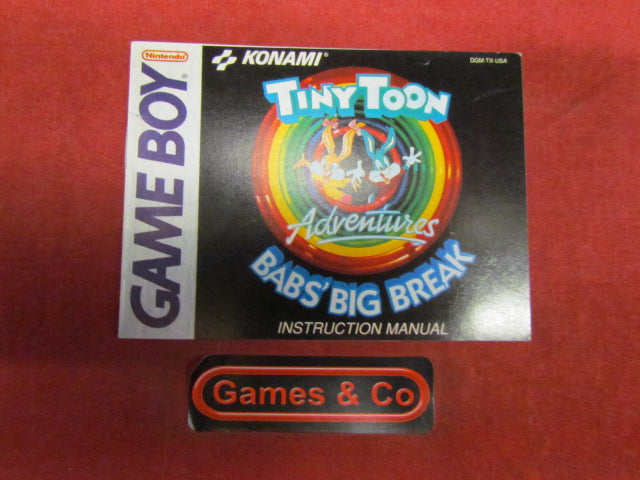 Nintendo®
GAME BOY
KONAMI®
DGM-TX-USA
TINY TOON
Adventures
BABS' BIG BREAK
INSTRUCTION MANUAL
Games & Co